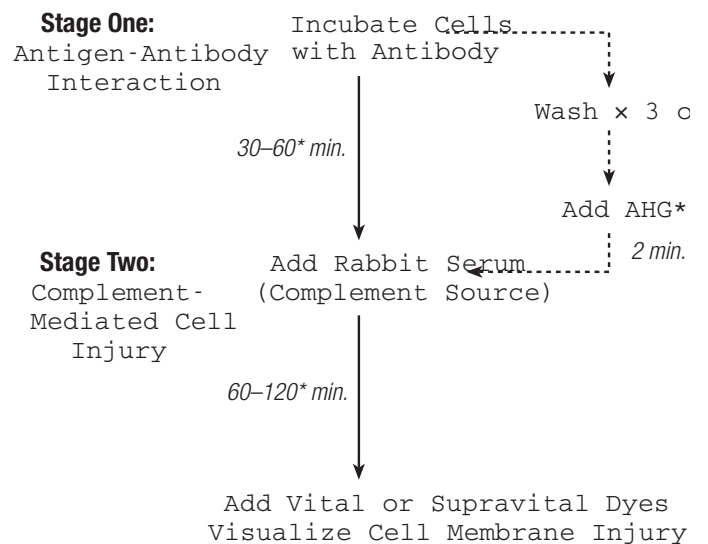 Stage One:
Antigen-Antibody
Interaction
Incubate Cells
with Antibody
30–60* min.
Wash × 3 o
Add AHG*
2 min.
Stage Two:
Complement-
Mediated Cell
Injury
Add Rabbit Serum
(Complement Source)
60–120* min.
Add Vital or Supravital Dyes
Visualize Cell Membrane Injury